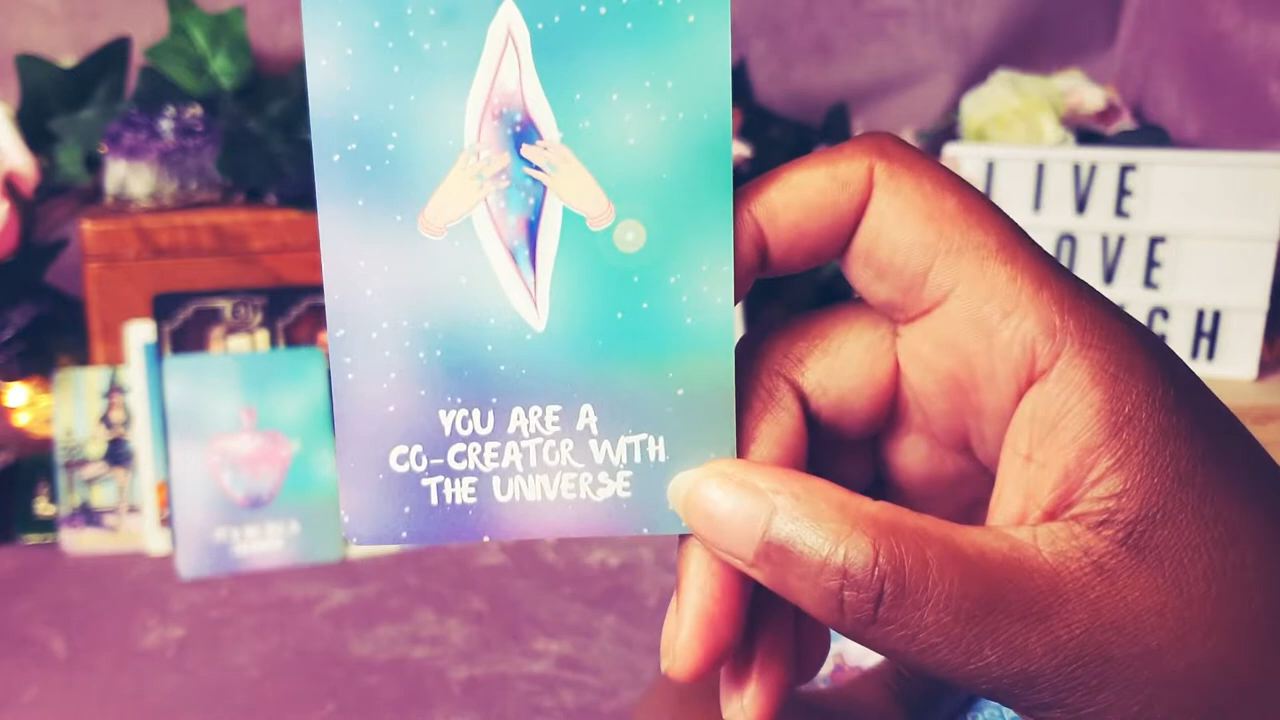 YOU ARE A
CO-CREATOR WITH
THE UNIVERSE
LIVE
OVE
GH